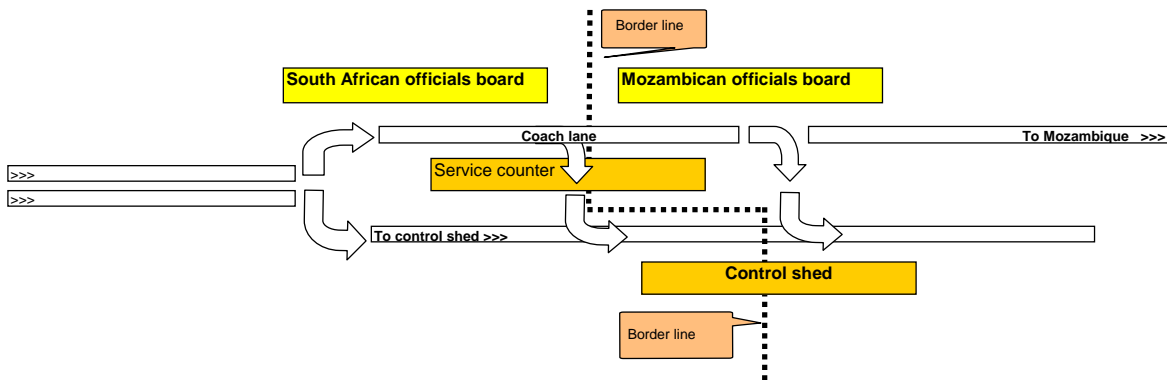 Border line
South African officials board
Mozambican officials board
Coach lane
To Mozambique >>>
Service counter
>>>
>>>
To control shed >>>
Control shed
Border line